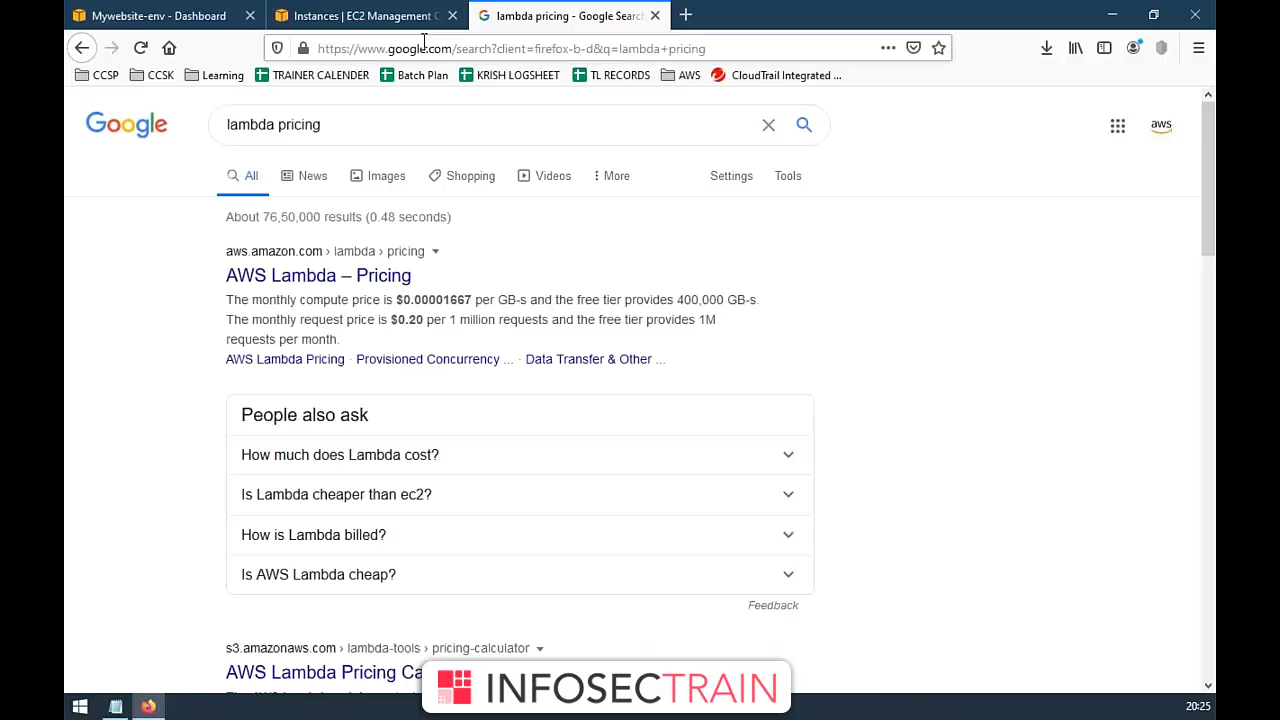 Mywebsite-env - Dashboard
Instances | EC2 Management C
lambda pricing - Google Search
https://www.google.com/search?client=firefox-b-d&q=lambda+pricing
CCSP
CCSK
Learning
TRAINER CALENDER
Batch Plan
KRISH LOGSHEET
TL RECORDS
AWS
CloudTrail Integrated ...
Google
lambda pricing
aws
All
News
Images
Shopping
Videos
More
Settings
Tools
About 76,50,000 results (0.48 seconds)
aws.amazon.com › lambda › pricing
AWS Lambda – Pricing
The monthly compute price is $0.00001667 per GB-s and the free tier provides 400,000 GB-s.
The monthly request price is $0.20 per 1 million requests and the free tier provides 1M
requests per month.
AWS Lambda Pricing · Provisioned Concurrency ... · Data Transfer & Other ...
People also ask
How much does Lambda cost?
Is Lambda cheaper than ec2?
How is Lambda billed?
Is AWS Lambda cheap?
Feedback
s3.amazonaws.com › lambda-tools › pricing-calculator
AWS Lambda Pricing Ca
INFOSECTRAIN
20:25